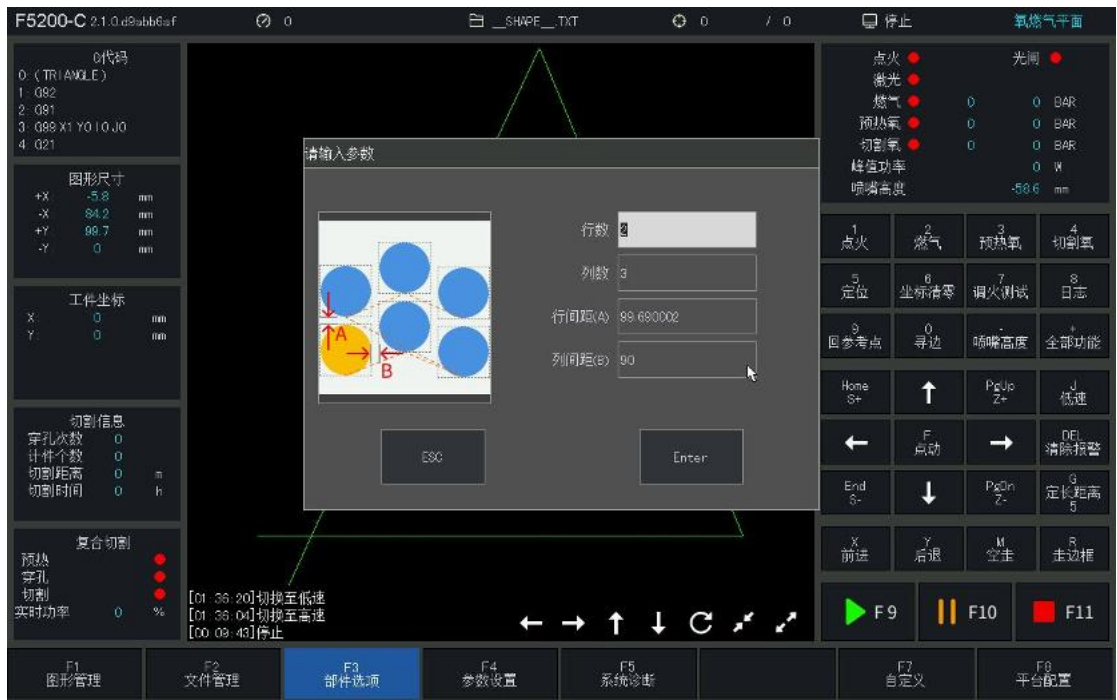 F5200-C 2.1.0.d9abb6af 0 __SHAPE__.TXT 0 / 0 停止 氧燃气平面
G代码
0: (TRIANGLE)
1: G92
2: G91
3: G99 X1 Y0 I0 J0
4: G21
图形尺寸
+X -5.8 mm
-X 84.2 mm
+Y 99.7 mm
-Y 0 mm
工件坐标
X 0 mm
Y 0 mm
切割信息
穿孔次数 0
计件个数 0
切割距离 0 m
切割时间 0 h
复合切割
预热
穿孔
切割
实时功率 0 %
请输入参数
A
B
行数 2
列数 3
行间距(A) 99.690002
列间距(B) 90
ESC
Enter
[01:36:20]切换至低速
[01:36:04]切换至高速
[00:09:43]停止
点火 光闸
激光
燃气 0 0 BAR
预热氧 0 0 BAR
切割氧 0 0 BAR
峰值功率 0 W
喷嘴高度 -58.6 mm
1
点火
2
燃气
3
预热氧
4
切割氧
5
定位
6
坐标清零
7
调火测试
8
日志
9
回参考点
0
寻边
-
喷嘴高度
+
全部功能
Home
S+
PgUp
Z+
J
低速
F
点动
DEL
清除报警
End
S-
PgDn
Z-
G
定长距离
5
X
前进
Y
后退
M
空走
R
走边框
F9
F10
F11
F1
图形管理
F2
文件管理
F3
部件选项
F4
参数设置
F5
系统诊断
F7
自定义
F8
平台配置